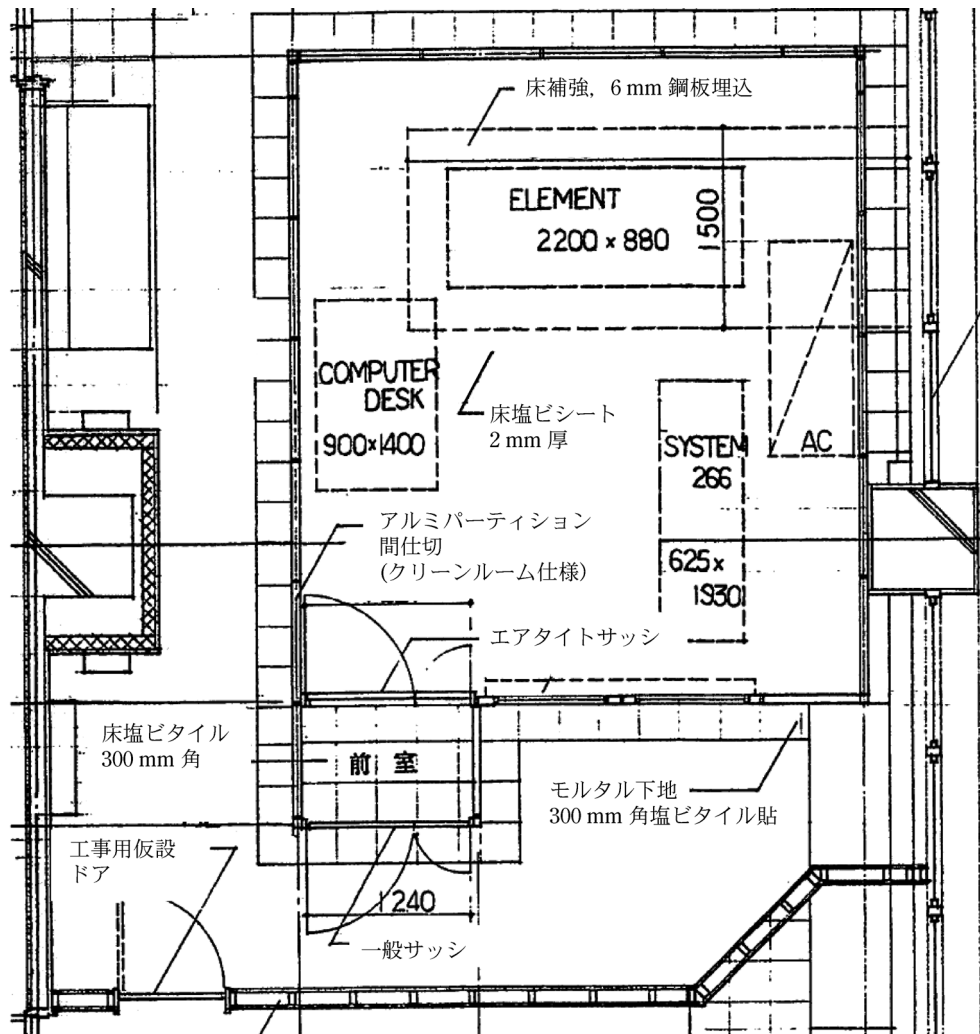 床補強，6 mm 鋼板埋込
ELEMENT
2200 × 880
1500
COMPUTER
DESK
900×1400
床塩ビシート
2 mm 厚
SYSTEM
266
AC
625×
1930
アルミパーティション
間仕切
(クリーンルーム仕様)
エアタイトサッシ
床塩ビタイル
300 mm 角
前 室
モルタル下地
300 mm 角塩ビタイル貼
工事用仮設
ドア
1240
一般サッシ